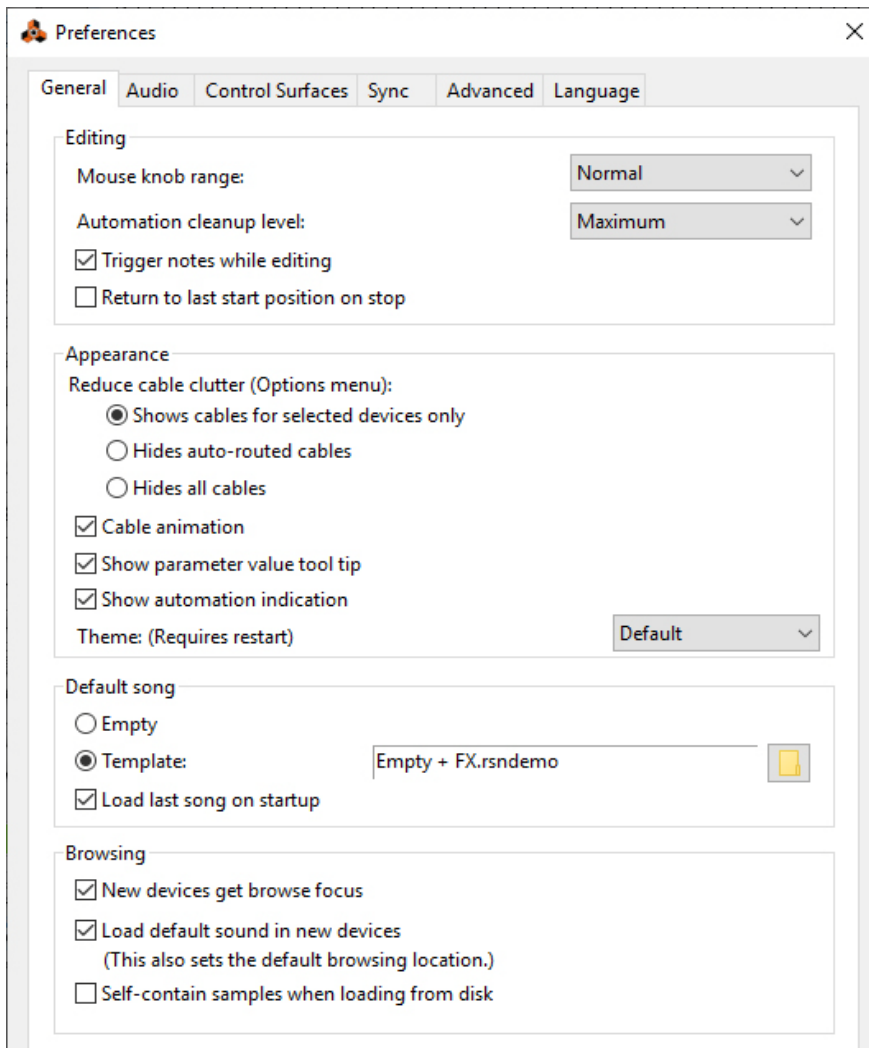 Preferences
General Audio Control Surfaces Sync Advanced Language
Editing
Mouse knob range: Normal
Automation cleanup level: Maximum
Trigger notes while editing
Return to last start position on stop
Appearance
Reduce cable clutter (Options menu):
Shows cables for selected devices only
Hides auto-routed cables
Hides all cables
Cable animation
Show parameter value tool tip
Show automation indication
Theme: (Requires restart) Default
Default song
Empty
Template: Empty + FX.rsndemo
Load last song on startup
Browsing
New devices get browse focus
Load default sound in new devices
(This also sets the default browsing location.)
Self-contain samples when loading from disk